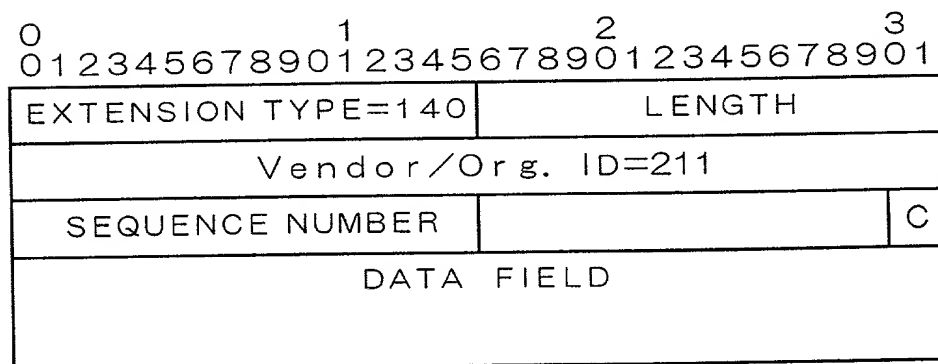 0 1 2 3
01234567890123456789012345678901
EXTENSION TYPE=140 LENGTH
Vendor/Org. ID=211
SEQUENCE NUMBER C
DATA FIELD